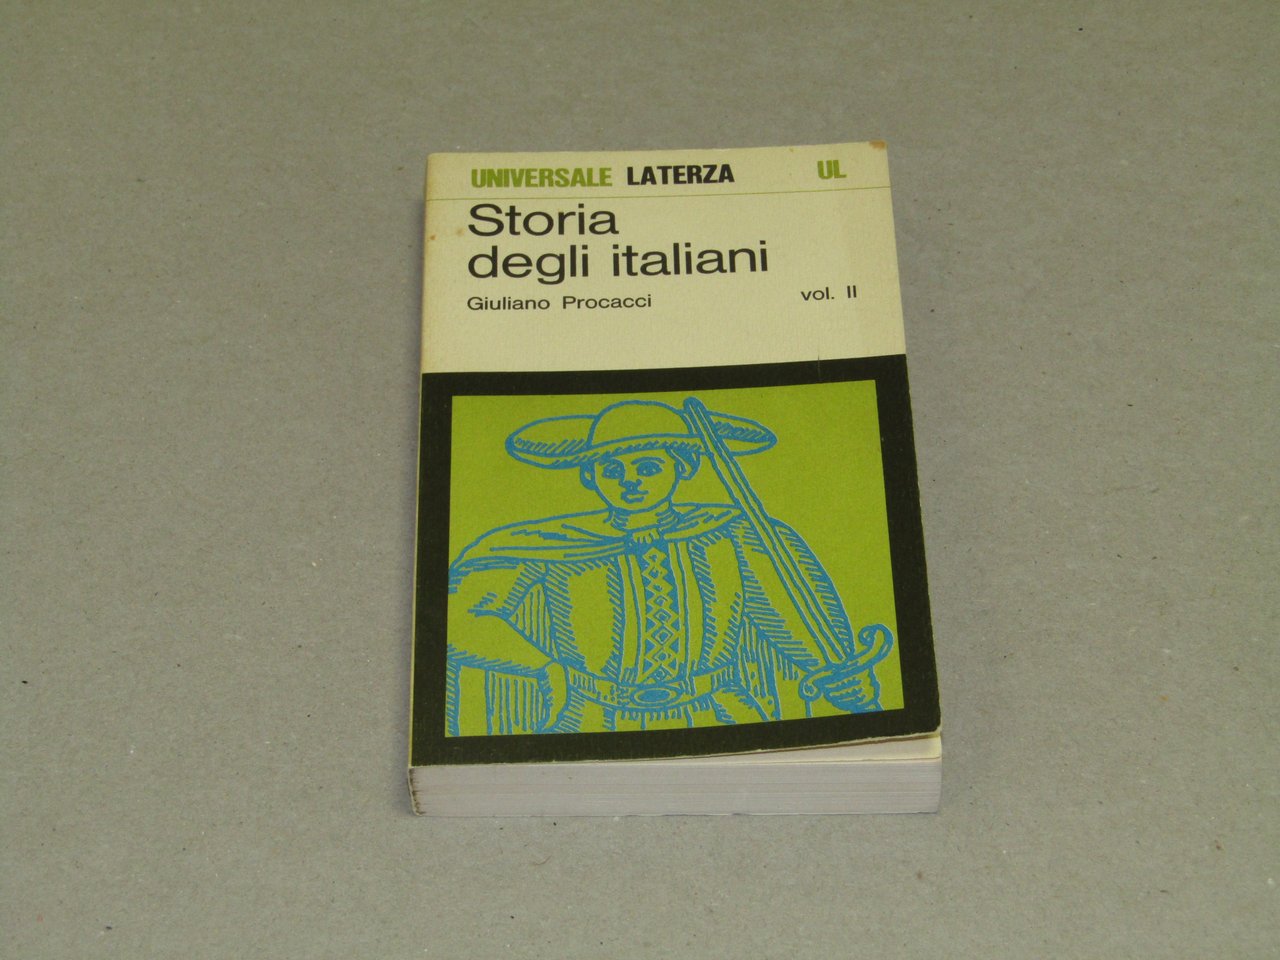 UNIVERSALE LATERZA UL
Storia
degli italiani
Giuliano Procacci vol. II